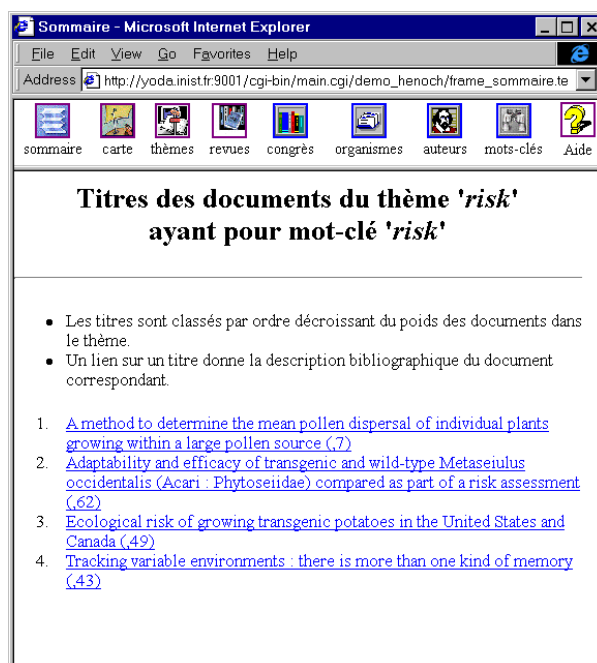 Sommaire - Microsoft Internet Explorer
File Edit View Go Favorites Help
Address http://yoda.inist.fr:9001/cgi-bin/main.cgi/demo_henoch/frame_sommaire.te
sommaire carte thèmes revues congrès organismes auteurs mots-clés Aide
Titres des documents du thème 'risk'
ayant pour mot-clé 'risk'
• Les titres sont classés par ordre décroissant du poids des documents dans
le thème.
• Un lien sur un titre donne la description bibliographique du document
correspondant.
1. A method to determine the mean pollen dispersal of individual plants
growing within a large pollen source (,7)
2. Adaptability and efficacy of transgenic and wild-type Metaseiulus
occidentalis (Acari : Phytoseiidae) compared as part of a risk assessment
(,62)
3. Ecological risk of growing transgenic potatoes in the United States and
Canada (,49)
4. Tracking variable environments : there is more than one kind of memory
(,43)